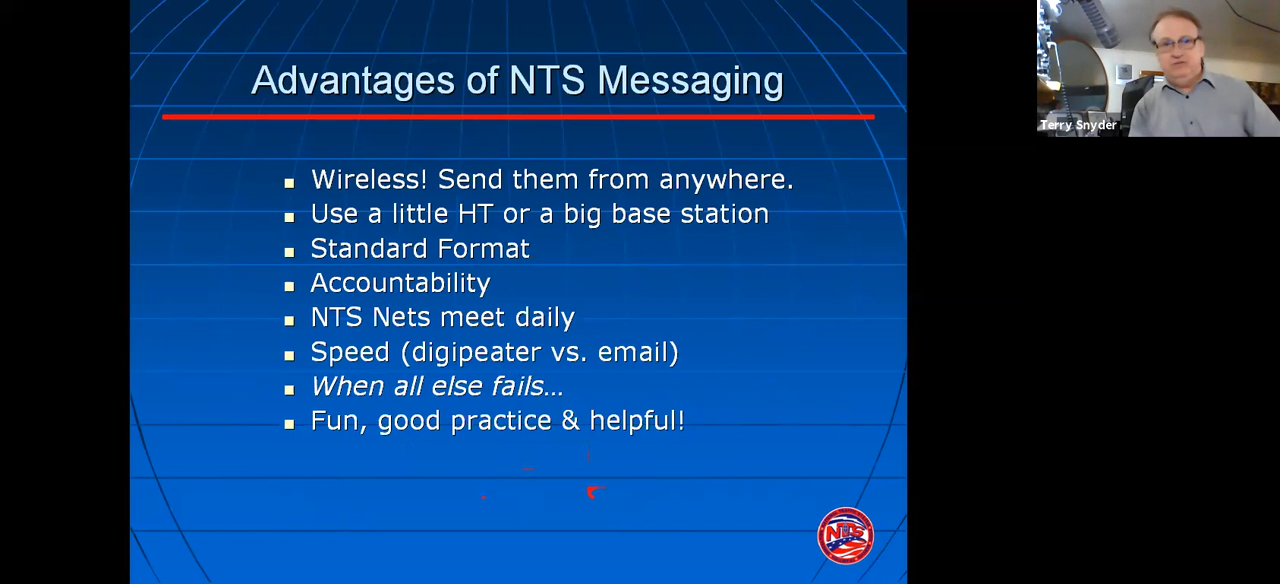 Advantages of NTS Messaging
Wireless! Send them from anywhere.
Use a little HT or a big base station
Standard Format
Accountability
NTS Nets meet daily
Speed (digipeater vs. email)
When all else fails…
Fun, good practice & helpful!
NTS
Terry Snyder